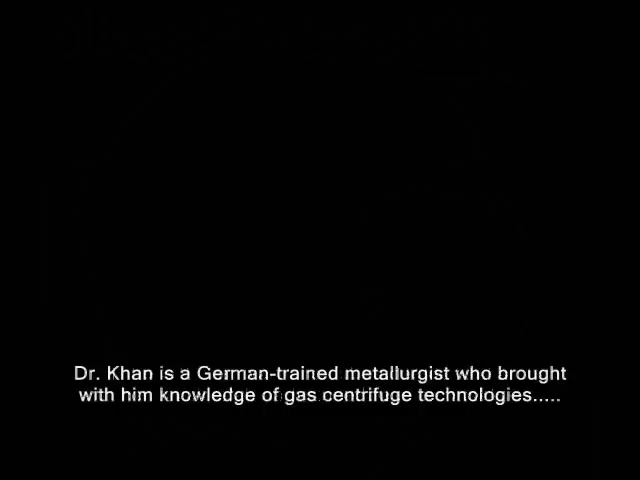 Dr. Khan is a German-trained metallurgist who brought
with him knowledge of gas centrifuge technologies.....